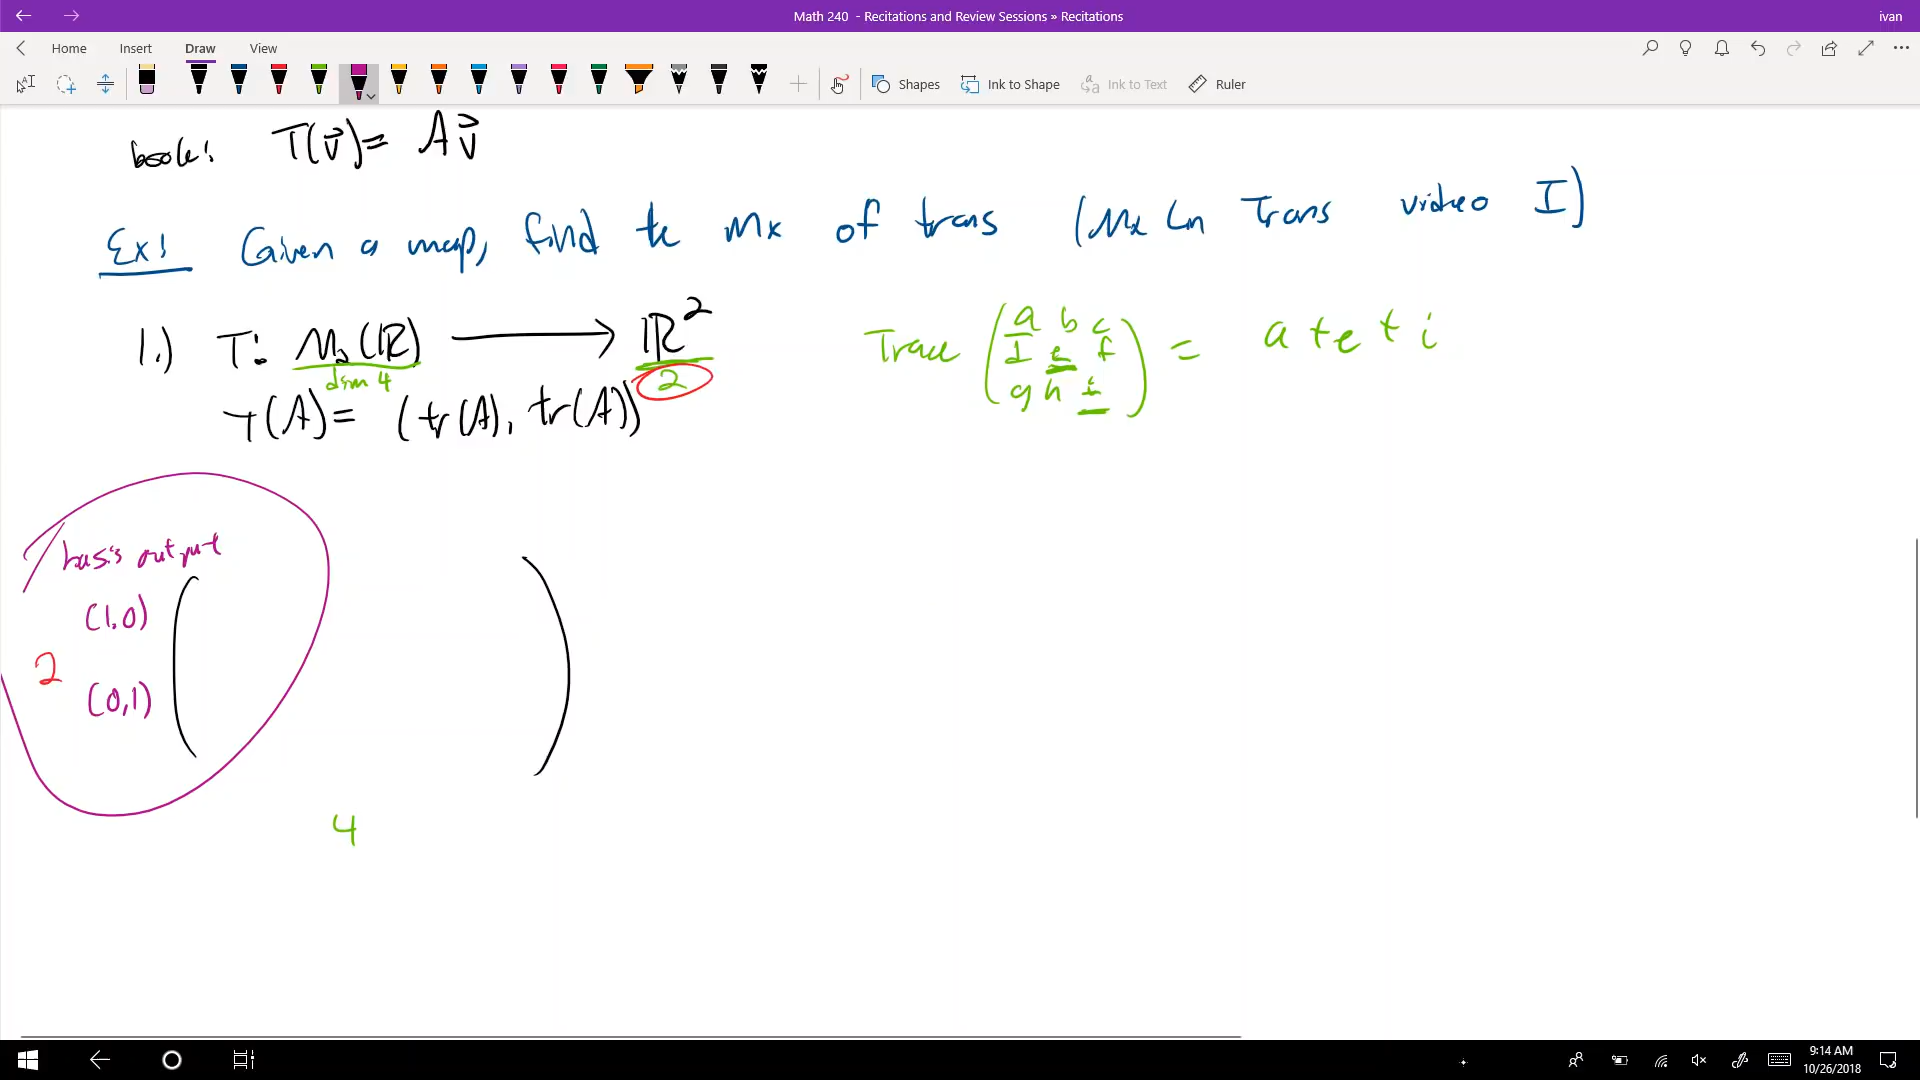 Math 240 - Recitations and Review Sessions » Recitations
ivan
Home Insert Draw View
Shapes Ink to Shape Ink to Text Ruler
book: T(v⃗)= Av⃗
Ex: Given a map, find the Mx of trans (Mx Ln Trans video I)
1.) T: M₂(ℝ) ⟶ ℝ²
dim 4 2
T(A)= (tr(A), tr(A))
Trace (a b c
d e f
g h i) = a + e + i
basis output
(1,0)
2
(0,1)
4
9:14 AM
10/26/2018